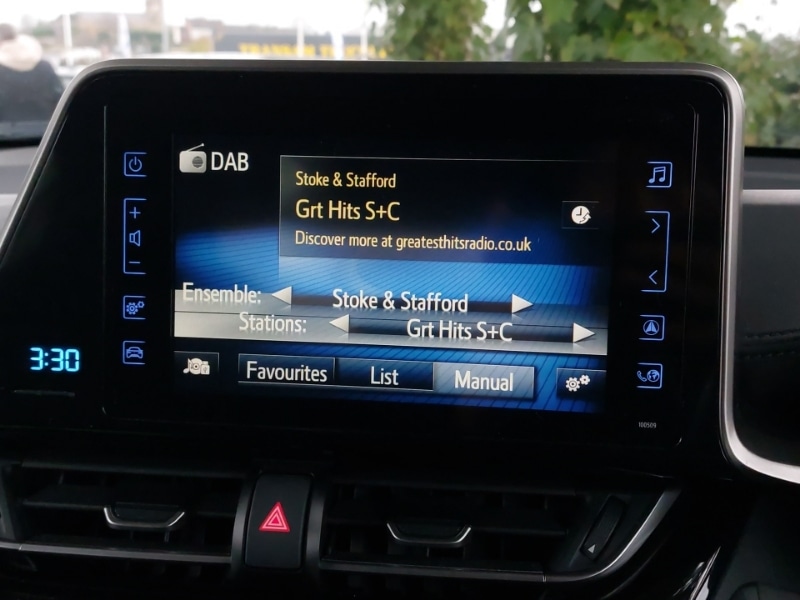 DAB
Stoke & Stafford
Grt Hits S+C
Discover more at greatesthitsradio.co.uk
Ensemble: Stoke & Stafford
Stations: Grt Hits S+C
Favourites List Manual
3:30
100509